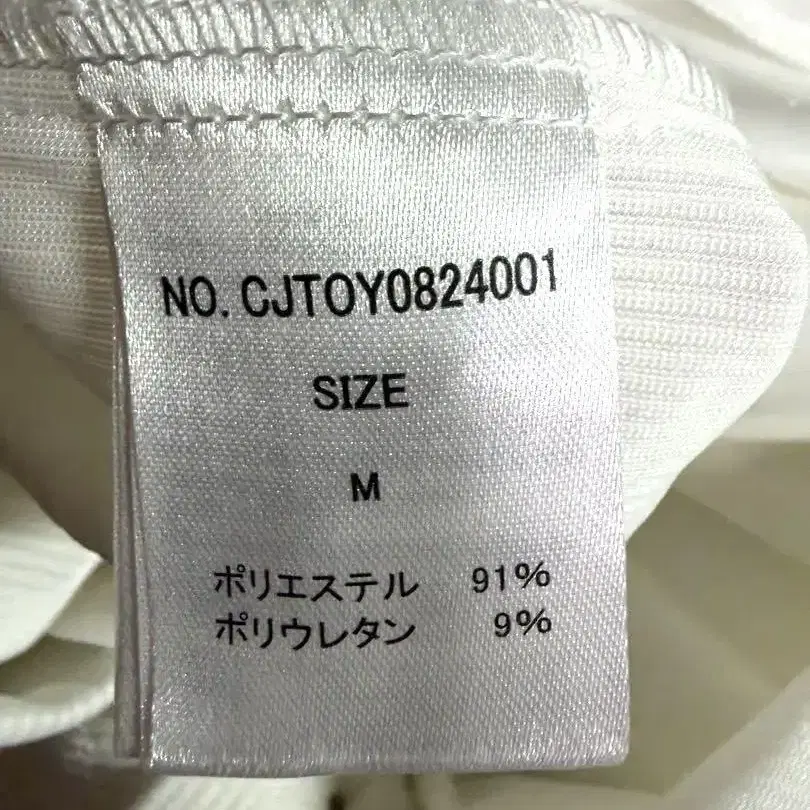 NO. CJTOY0824001
SIZE
M
ポリエステル 91%
ポリウレタン 9%